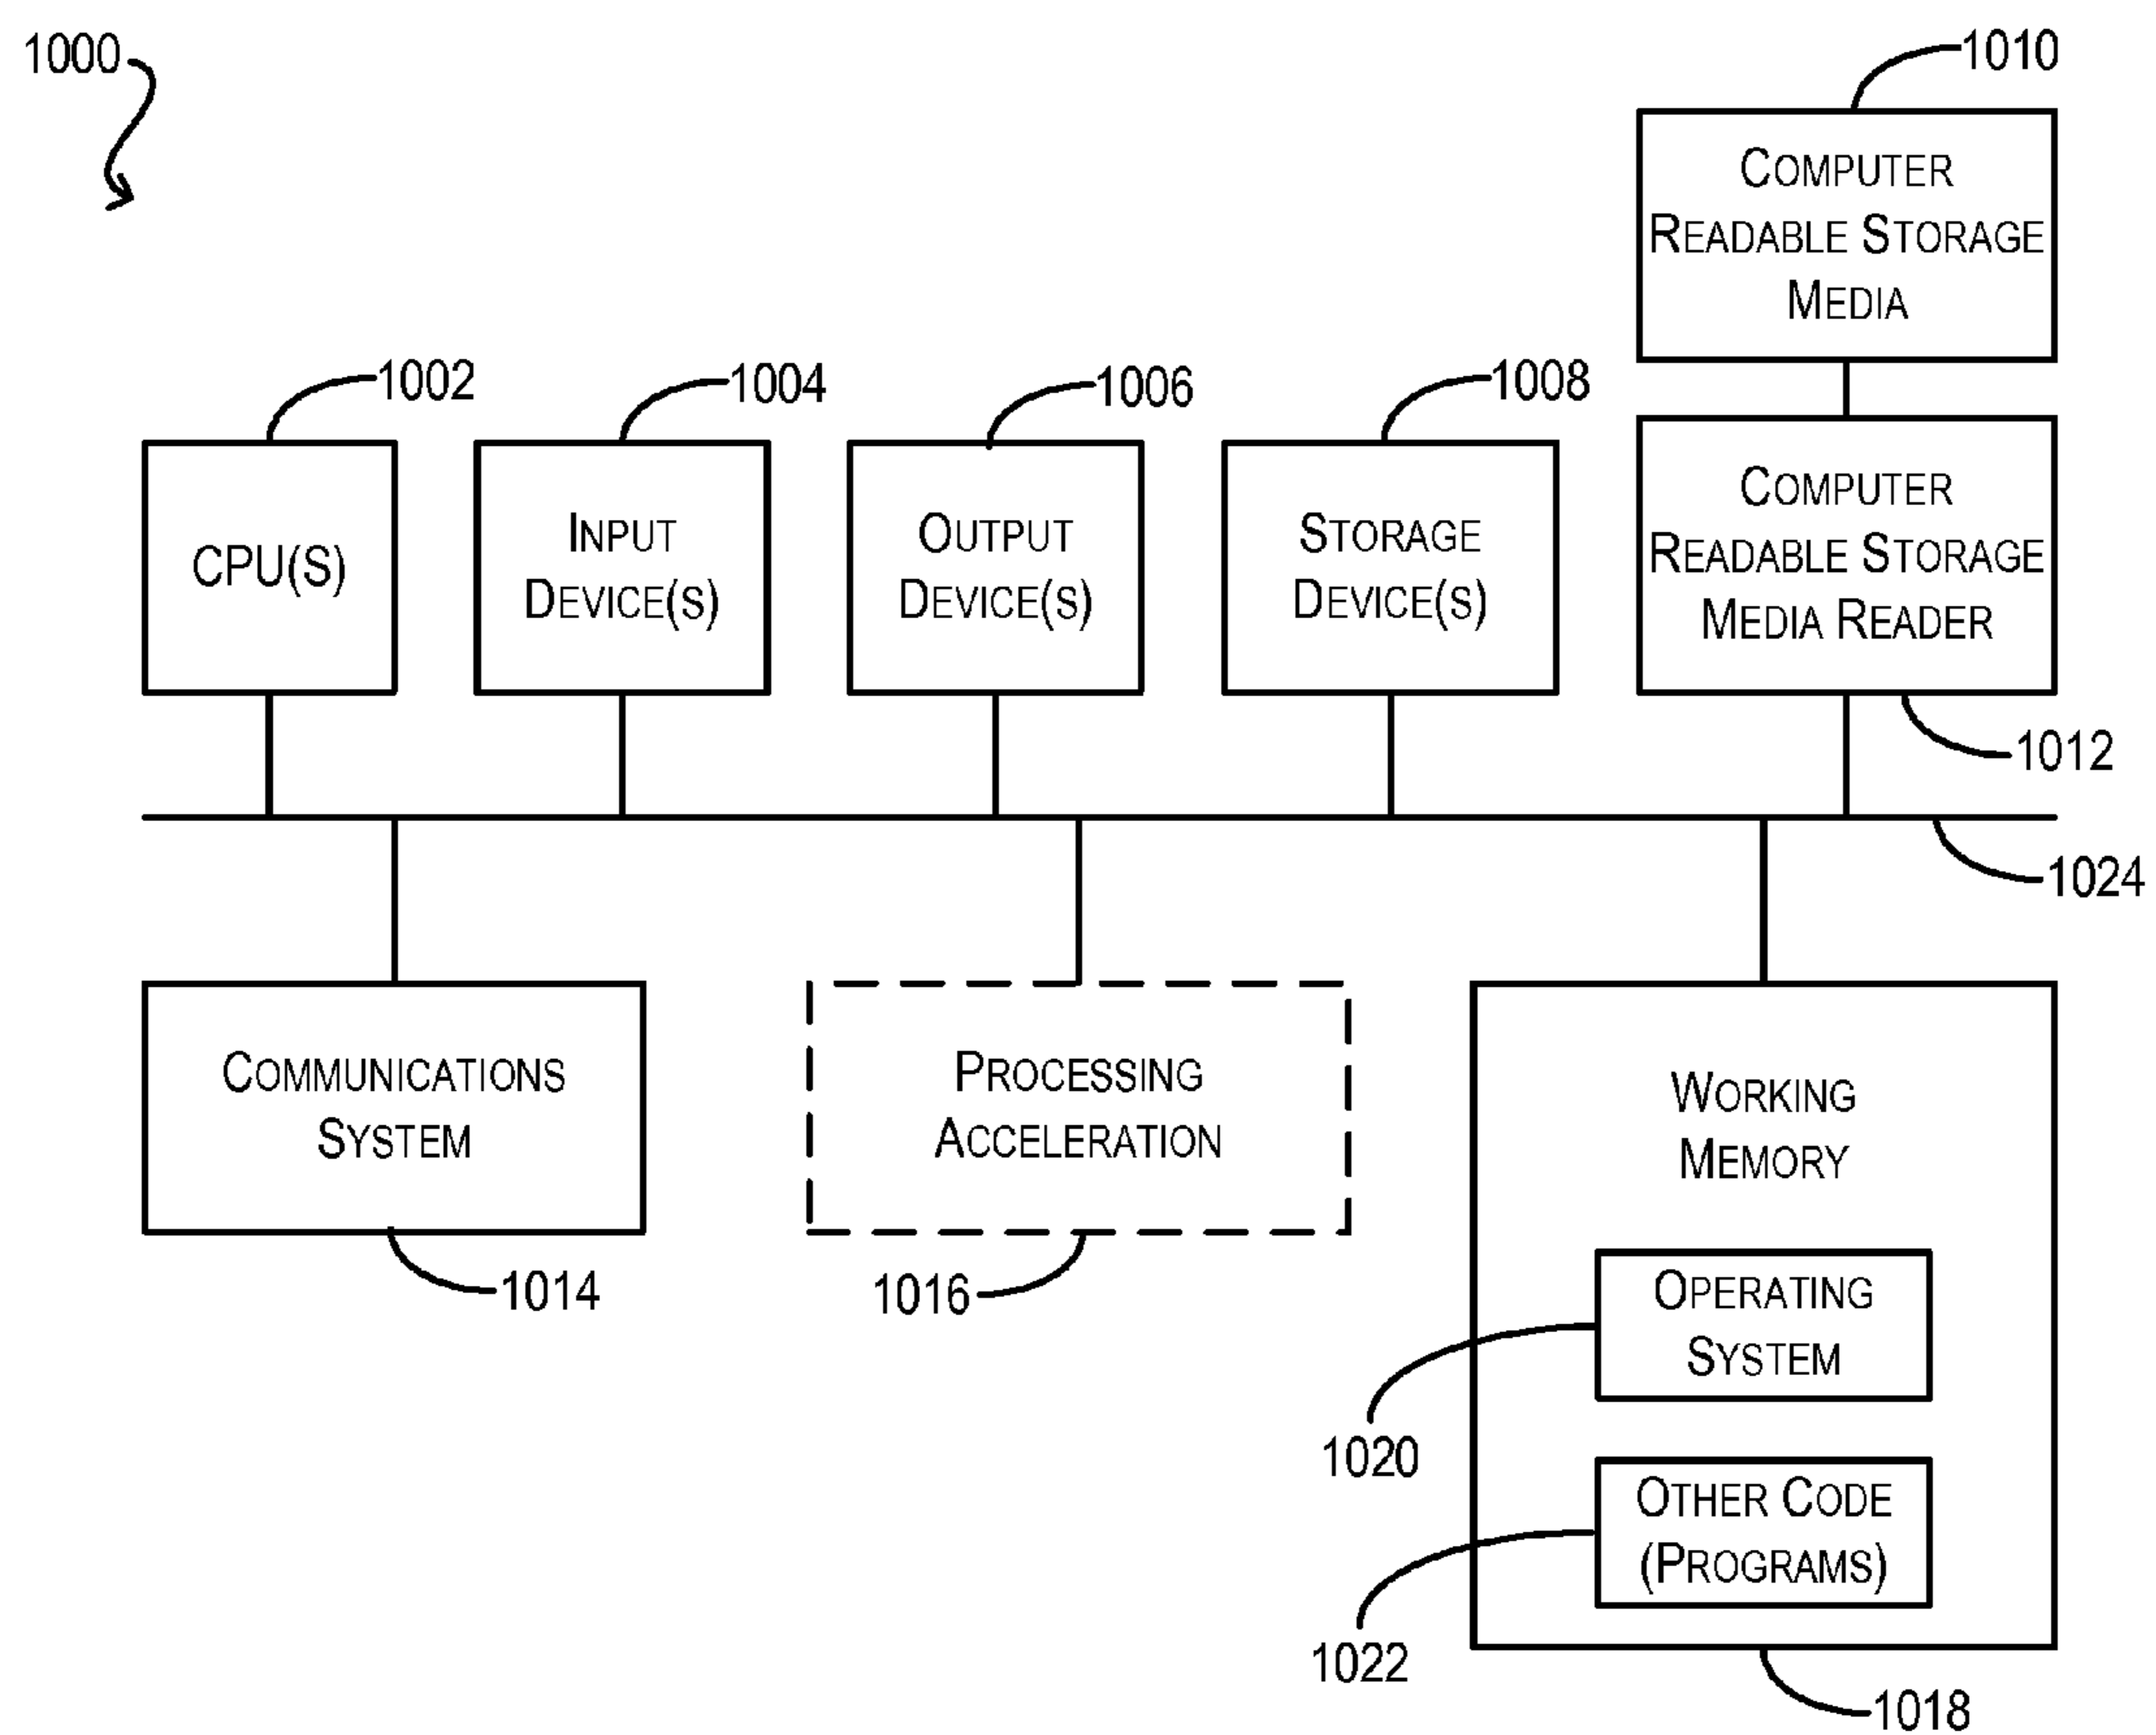 1000
1010
COMPUTER
READABLE STORAGE
MEDIA
1002
1004
1006
1008
CPU(S)
INPUT
DEVICE(S)
OUTPUT
DEVICE(S)
STORAGE
DEVICE(S)
COMPUTER
READABLE STORAGE
MEDIA READER
1012
1024
COMMUNICATIONS
SYSTEM
1014
PROCESSING
ACCELERATION
1016
WORKING
MEMORY
OPERATING
SYSTEM
1020
OTHER CODE
(PROGRAMS)
1022
1018